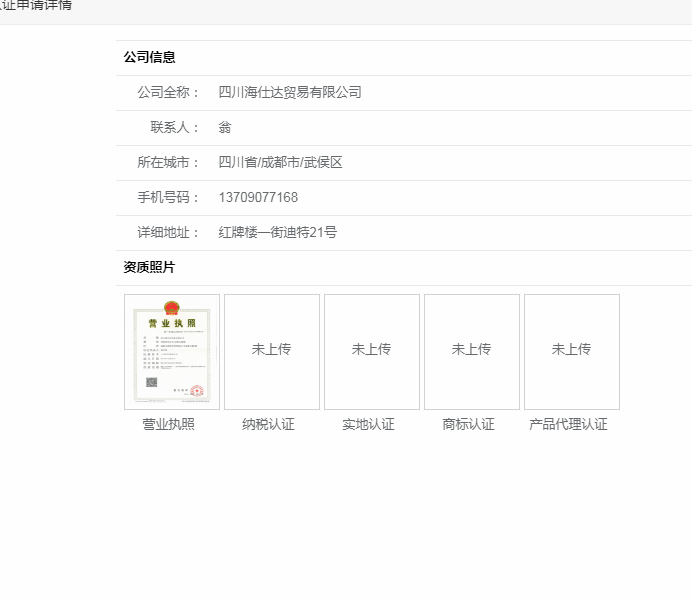 认证申请详情
公司信息
公司全称： 四川海仕达贸易有限公司
联系人： 翁
所在城市： 四川省/成都市/武侯区
手机号码： 13709077168
详细地址： 红牌楼一街迪特21号
资质照片
营业执照
未上传 未上传 未上传 未上传
营业执照 纳税认证 实地认证 商标认证 产品代理认证